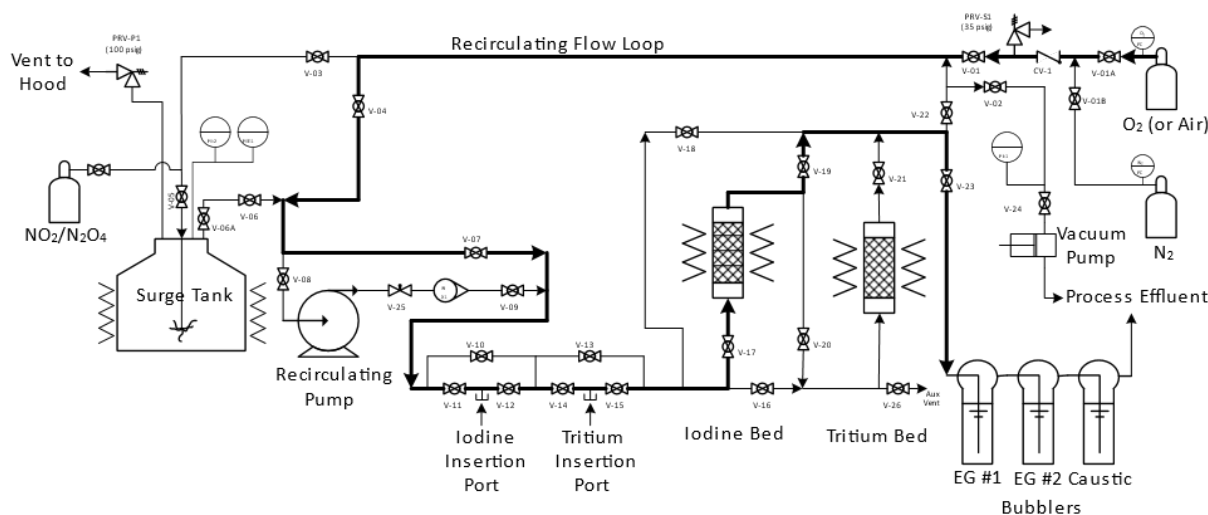 PRV-P1
(100 psig)
Vent to
Hood
V-03
Recirculating Flow Loop
PRV-S1
(35 psig)
V-01
CV-1
V-01A
V-04
V-02
V-01B
V-22
O₂ (or Air)
V-18
V-19
V-21
V-23
V-05
V-06
V-06A
NO₂/N₂O₄
V-24
N₂
Vacuum
Pump
V-07
V-08
Surge Tank
V-25
V-09
Process Effluent
Recirculating
Pump
V-10
V-13
V-17
V-20
V-11
V-12
V-14
V-15
V-16
V-26
Aux
Vent
Iodine
Insertion
Port
Tritium
Insertion
Port
Iodine Bed
Tritium Bed
EG #1
EG #2
Caustic
Bubblers